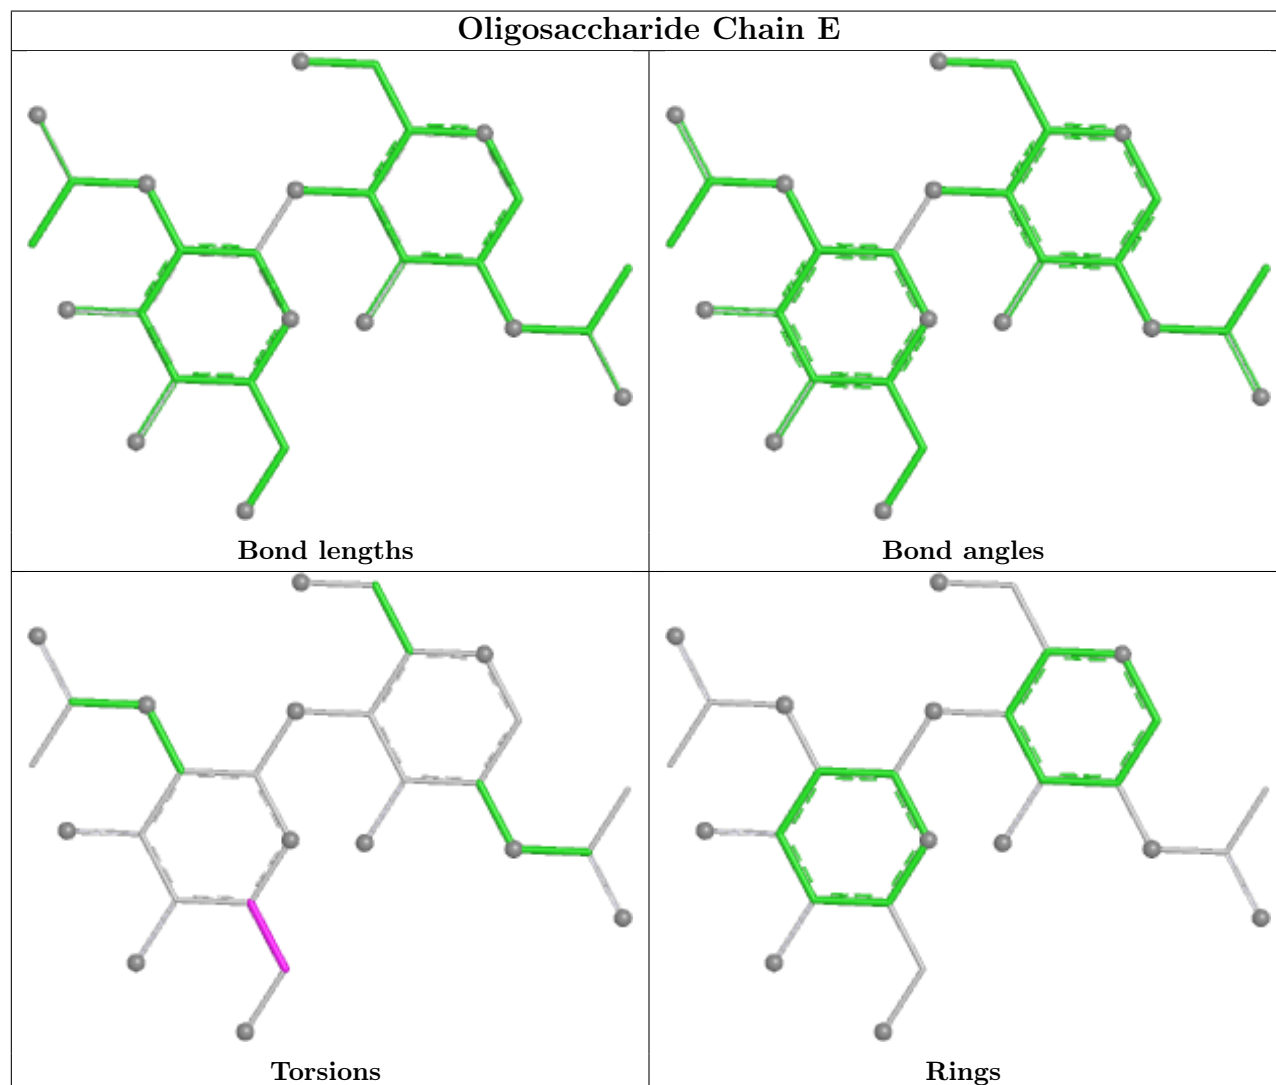 Oligosaccharide Chain E
Bond lengths
Bond angles
Torsions
Rings